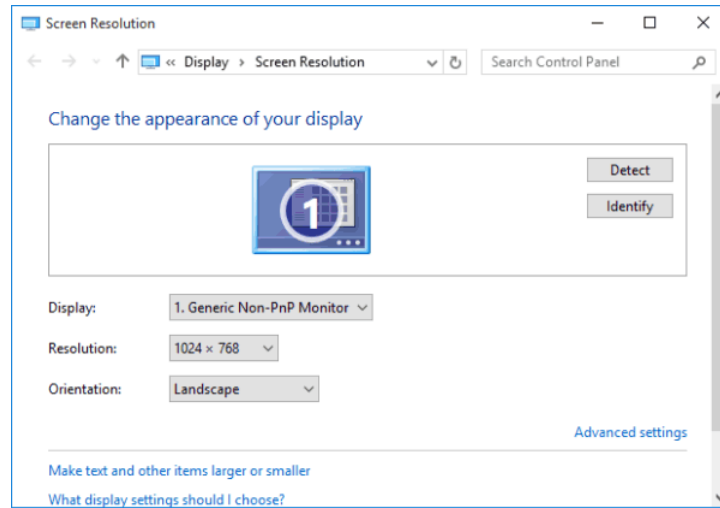 Screen Resolution
« Display › Screen Resolution
Search Control Panel
Change the appearance of your display
1
Detect
Identify
Display: 1. Generic Non-PnP Monitor
Resolution: 1024 × 768
Orientation: Landscape
Advanced settings
Make text and other items larger or smaller
What display settings should I choose?